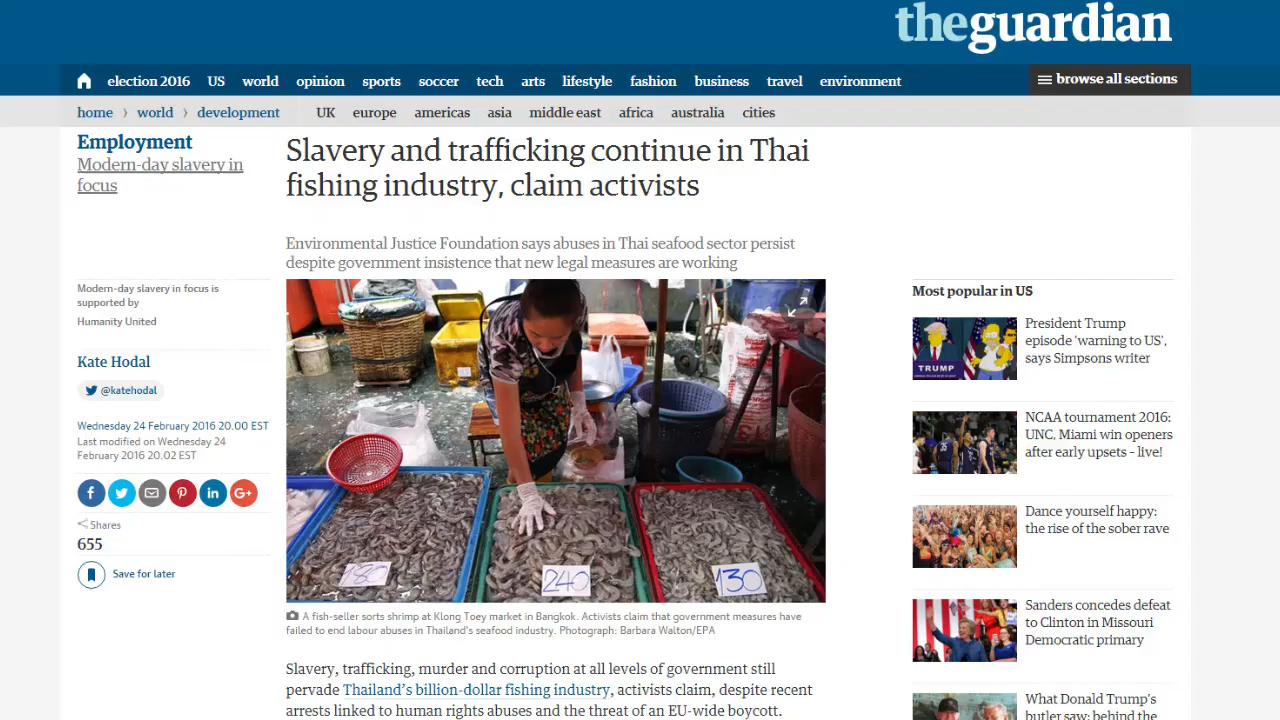 theguardian
election 2016 US world opinion sports soccer tech arts lifestyle fashion business travel environment
browse all sections
home › world › development
UK europe americas asia middle east africa australia cities
Employment
Modern-day slavery in
focus
Slavery and trafficking continue in Thai
fishing industry, claim activists
Environmental Justice Foundation says abuses in Thai seafood sector persist
despite government insistence that new legal measures are working
Modern-day slavery in focus is
supported by
Humanity United
Kate Hodal
@katehodal
Wednesday 24 February 2016 20.00 EST
Last modified on Wednesday 24
February 2016 20.02 EST
Shares
655
Save for later
180
240
130
A fish-seller sorts shrimp at Klong Toey market in Bangkok. Activists claim that government measures have
failed to end labour abuses in Thailand's seafood industry. Photograph: Barbara Walton/EPA
Slavery, trafficking, murder and corruption at all levels of government still
pervade Thailand's billion-dollar fishing industry, activists claim, despite recent
arrests linked to human rights abuses and the threat of an EU-wide boycott.
Most popular in US
TRUMP
President Trump
episode 'warning to US',
says Simpsons writer
NCAA tournament 2016:
UNC, Miami win openers
after early upsets – live!
Dance yourself happy:
the rise of the sober rave
Sanders concedes defeat
to Clinton in Missouri
Democratic primary
What Donald Trump's
butler saw: behind the